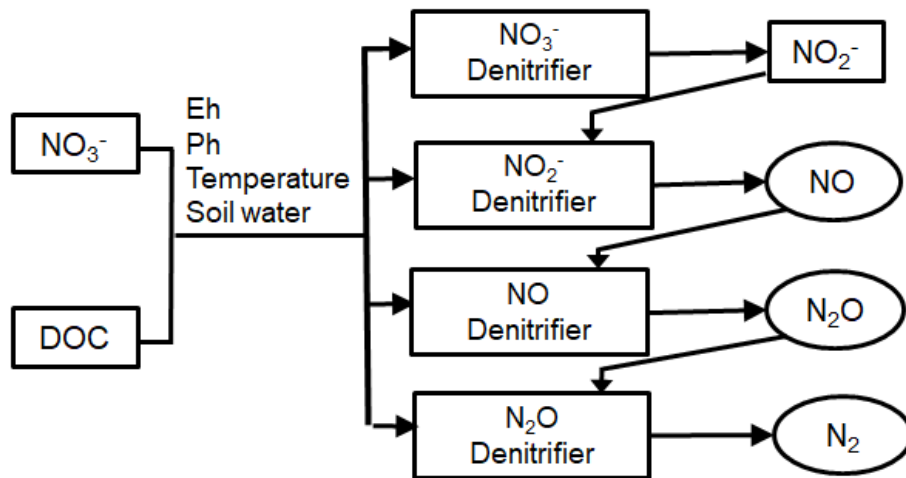 NO₃⁻
DOC
Eh
Ph
Temperature
Soil water
NO₃⁻
Denitrifier
NO₂⁻
NO₂⁻
Denitrifier
NO
NO
Denitrifier
N₂O
N₂O
Denitrifier
N₂